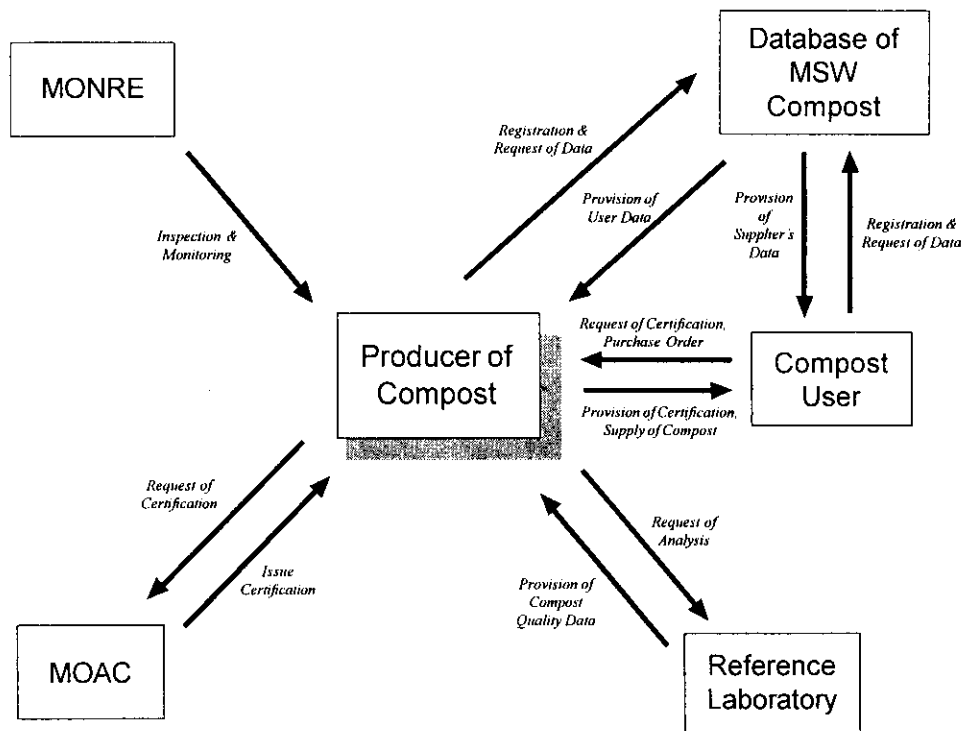 MONRE
Database of
MSW
Compost
Registration &
Request of Data
Provision of
User Data
Provision
of
Suppher's
Data
Registration &
Request of Data
Inspection &
Monitoring
Producer of
Compost
Request of Certification,
Purchase Order
Compost
User
Provision of Certification,
Supply of Compost
Request of
Certification
Issue
Certification
Request of
Analysis
Provision of
Compost
Quality Data
MOAC
Reference
Laboratory